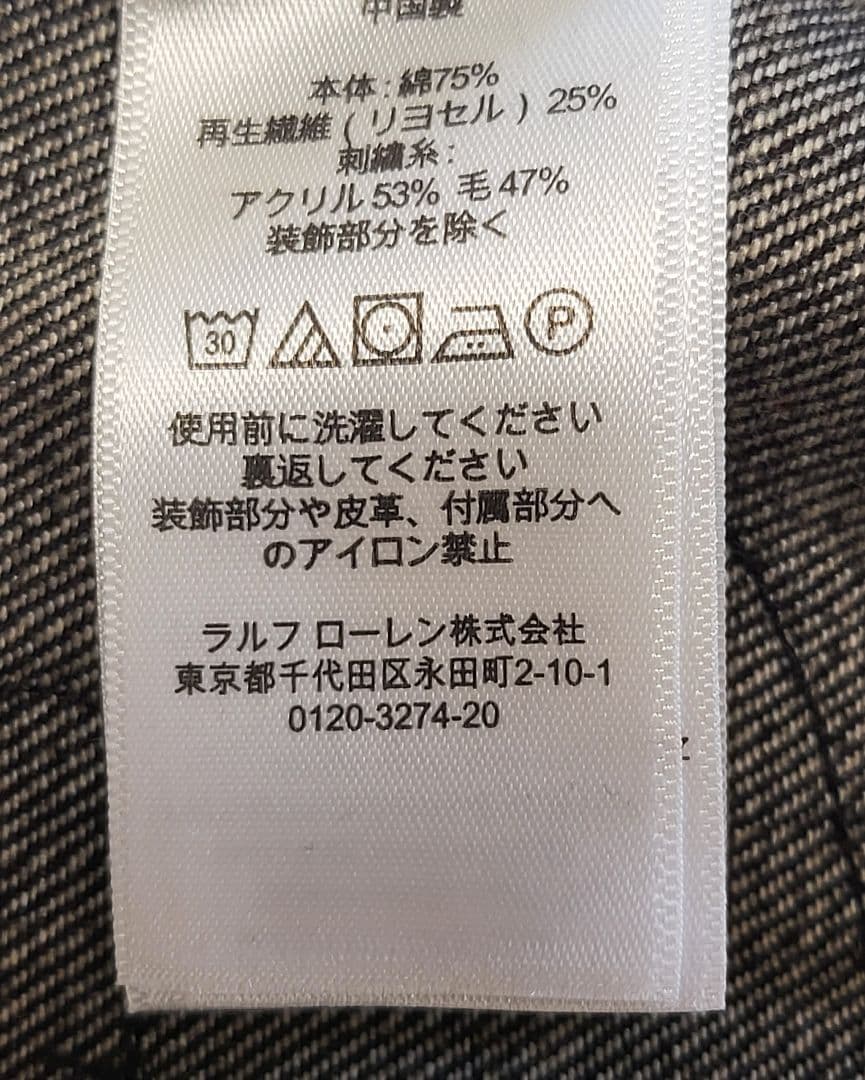 中国製
本体 : 綿75%
再生繊維 ( リヨセル ) 25%
刺繍糸 :
アクリル 53% 毛 47%
装飾部分を除く
30 P
使用前に洗濯してください
裏返してください
装飾部分や皮革、付属部分へ
のアイロン禁止
ラルフ ローレン株式会社
東京都千代田区永田町2-10-1
0120-3274-20